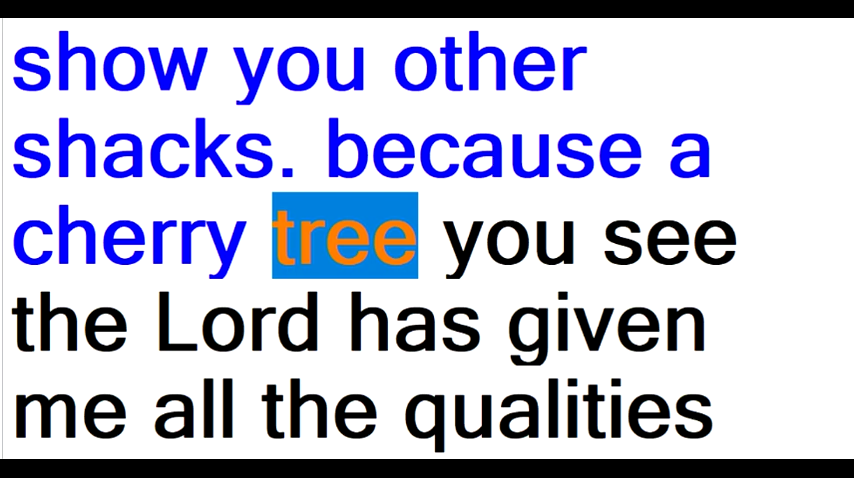 show you other
shacks. because a
cherry tree you see
the Lord has given
me all the qualities